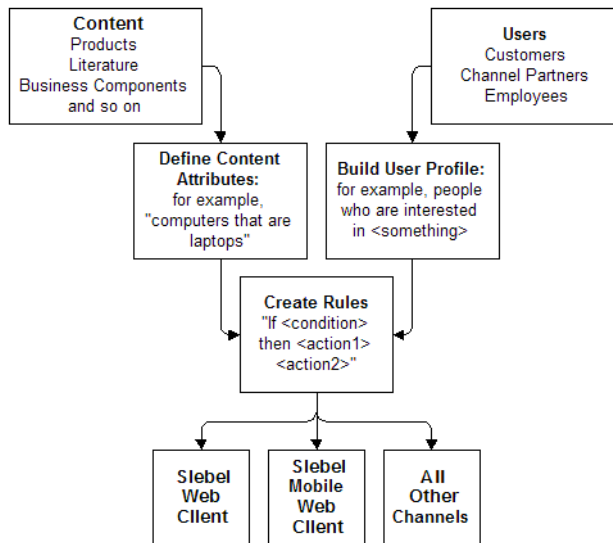 Content
Products
Literature
Business Components
and so on
Users
Customers
Channel Partners
Employees
Define Content
Attributes:
for example,
"computers that are
laptops"
Build User Profile:
for example, people
who are interested
in <something>
Create Rules
"If <condition>
then <action1>
<action2>"
Siebel
Web
Client
Siebel
Mobile
Web
Client
All
Other
Channels